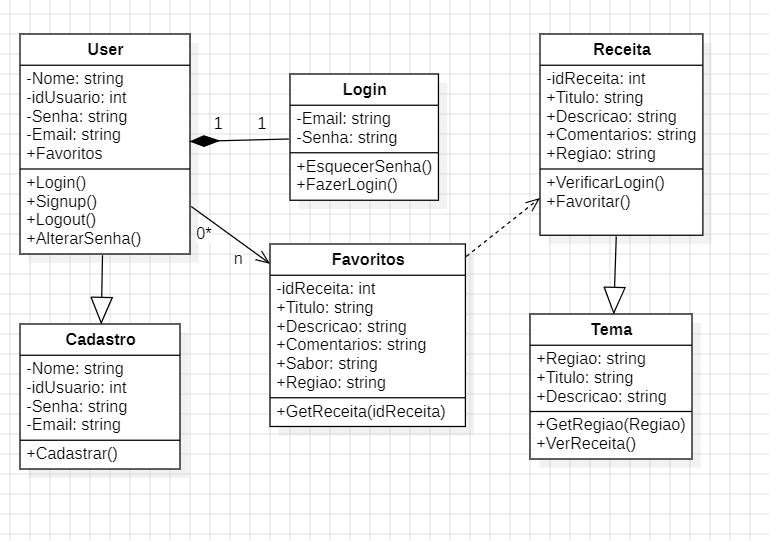 User
-Nome: string
-idUsuario: int
-Senha: string
-Email: string
+Favoritos
+Login()
+Signup()
+Logout()
+AlterarSenha()
1
1
Login
-Email: string
-Senha: string
+EsquecerSenha()
+FazerLogin()
Receita
-idReceita: int
+Titulo: string
+Descricao: string
+Comentarios: string
+Regiao: string
+VerificarLogin()
+Favoritar()
0*
n
Favoritos
-idReceita: int
+Titulo: string
+Descricao: string
+Comentarios: string
+Sabor: string
+Regiao: string
+GetReceita(idReceita)
Cadastro
-Nome: string
-idUsuario: int
-Senha: string
-Email: string
+Cadastrar()
Tema
+Regiao: string
+Titulo: string
+Descricao: string
+GetRegiao(Regiao)
+VerReceita()